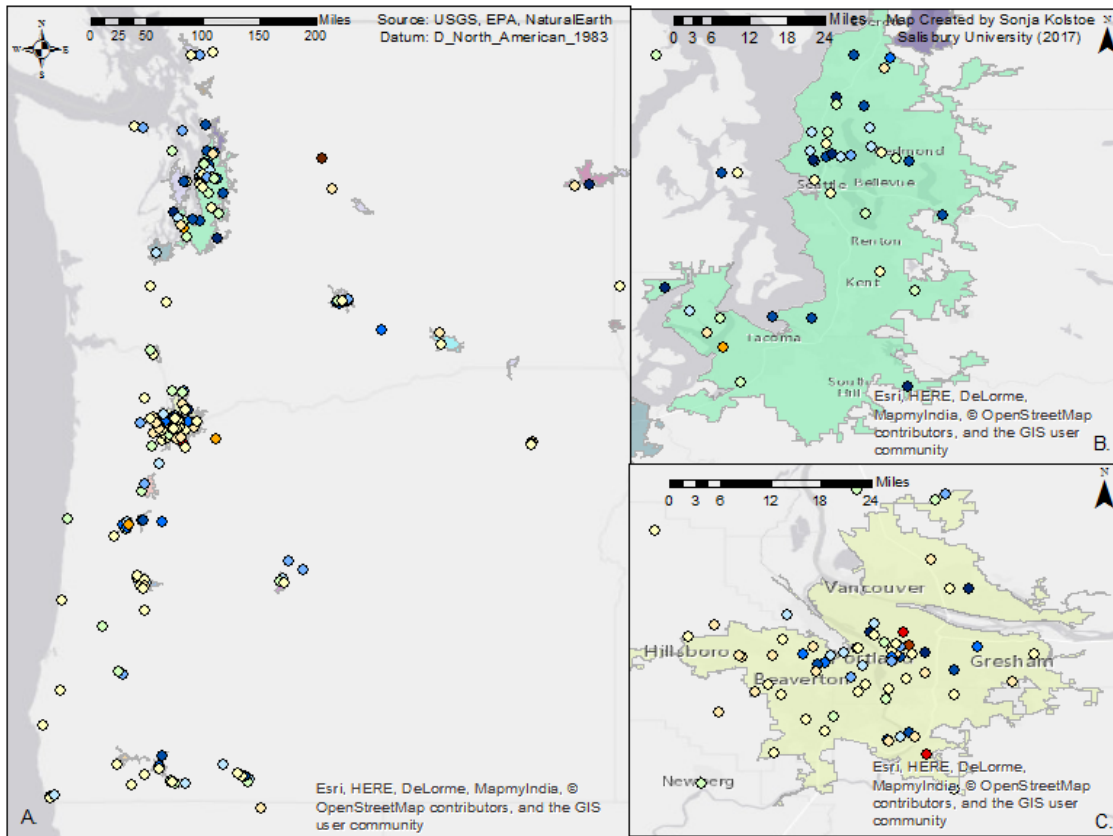 Miles
0 25 50 100 150 200
Source: USGS, EPA, NaturalEarth
Datum: D_North_American_1983
N
W E
S
Esri, HERE, DeLorme, MapmyIndia, ©
OpenStreetMap contributors, and the GIS
user community
A.
Miles
0 3 6 12 18 24
Map Created by Sonja Kolstoe
Salisbury University (2017)
N
Seattle
Bellevue
Renton
Kent
Tacoma
South
Hill
Esri, HERE, DeLorme,
MapmyIndia, © OpenStreetMap
contributors, and the GIS user
community
B.
Miles
0 3 6 12 18 24
N
Vancouver
Hillsboro
Portland
Gresham
Beaverton
Newberg
Esri, HERE, DeLorme,
MapmyIndia, © OpenStreetMap
contributors, and the GIS user
community
C.